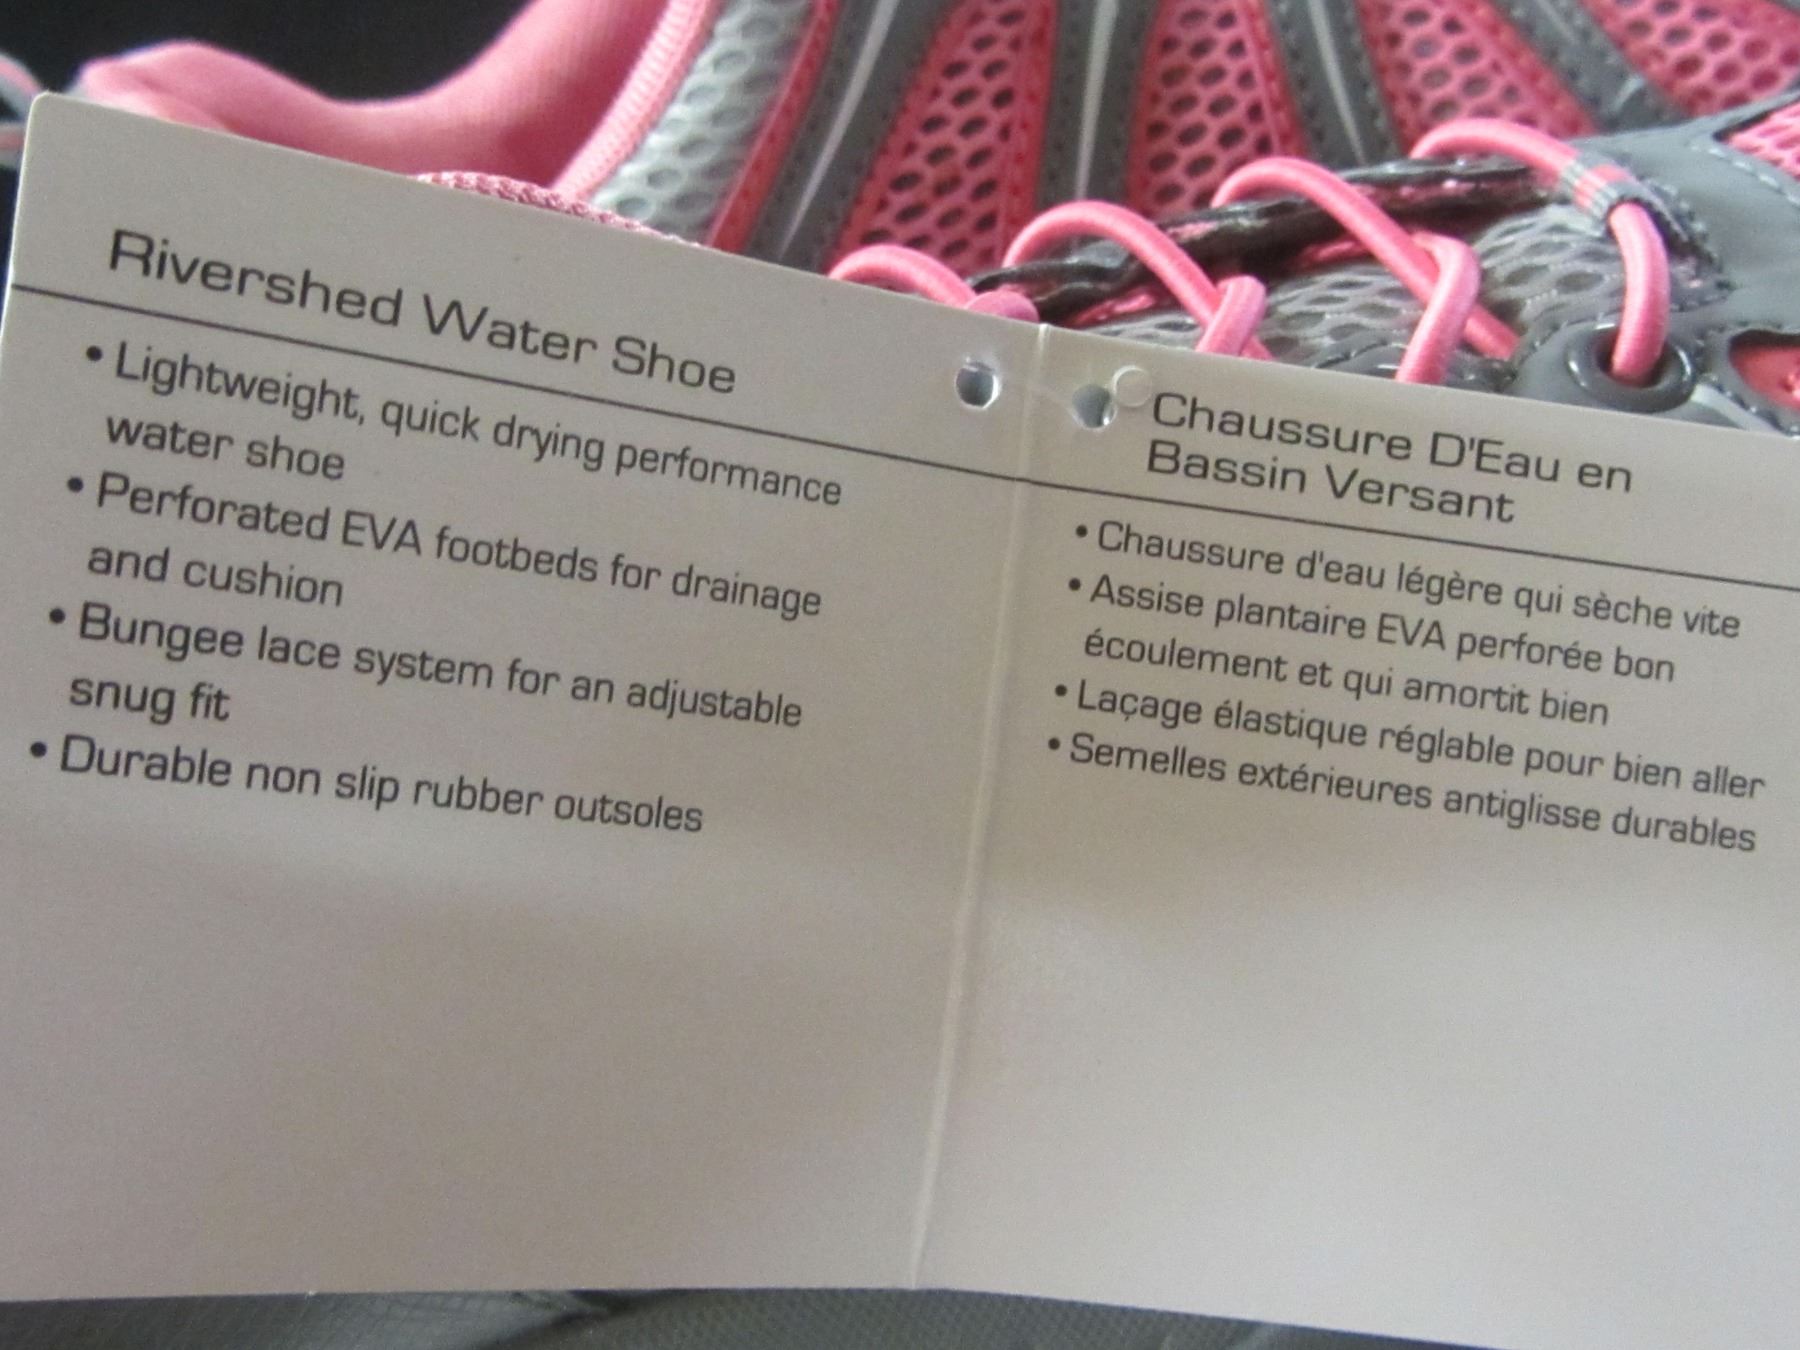 Rivershed Water Shoe
• Lightweight, quick drying performance
water shoe
• Perforated EVA footbeds for drainage
and cushion
• Bungee lace system for an adjustable
snug fit
• Durable non slip rubber outsoles
Chaussure D'Eau en
Bassin Versant
• Chaussure d'eau légère qui sèche vite
• Assise plantaire EVA perforée bon
écoulement et qui amortit bien
• Laçage élastique réglable pour bien aller
• Semelles extérieures antiglisse durables